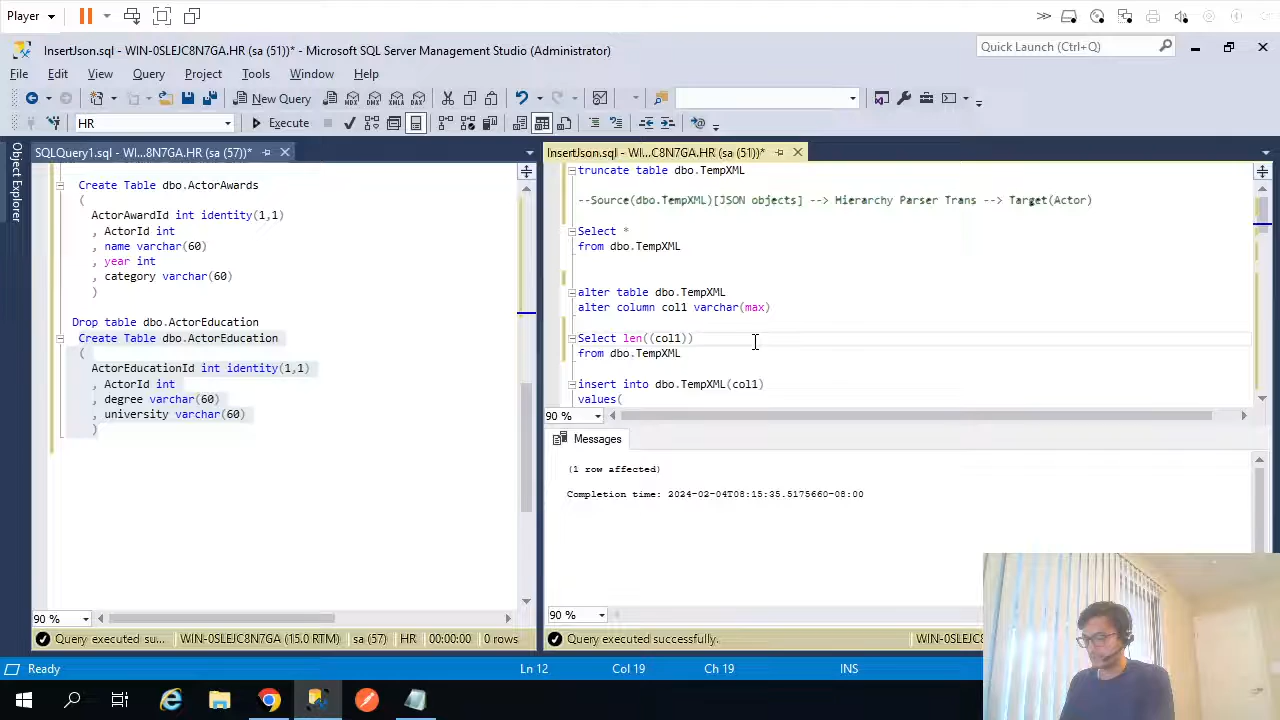 Player
InsertJson.sql - WIN-0SLEJC8N7GA.HR (sa (51))* - Microsoft SQL Server Management Studio (Administrator)
Quick Launch (Ctrl+Q)
File Edit View Query Project Tools Window Help
New Query MDX DMX XMLA DAX
HR Execute
Object Explorer
SQLQuery1.sql - WI...8N7GA.HR (sa (57))*
Create Table dbo.ActorAwards
(
ActorAwardId int identity(1,1)
, ActorId int
, name varchar(60)
, year int
, category varchar(60)
)
Drop table dbo.ActorEducation
Create Table dbo.ActorEducation
(
ActorEducationId int identity(1,1)
, ActorId int
, degree varchar(60)
, university varchar(60)
)
90 %
Query executed su... WIN-0SLEJC8N7GA (15.0 RTM) sa (57) HR 00:00:00 0 rows
InsertJson.sql - WI...C8N7GA.HR (sa (51))*
truncate table dbo.TempXML
--Source(dbo.TempXML)[JSON objects] --> Hierarchy Parser Trans --> Target(Actor)
Select *
from dbo.TempXML
alter table dbo.TempXML
alter column col1 varchar(max)
Select len((col1))
from dbo.TempXML
insert into dbo.TempXML(col1)
values(
90 %
Messages
(1 row affected)
Completion time: 2024-02-04T08:15:35.5175660-08:00
90 %
Query executed successfully. WIN-0SLEJC8N
Ready Ln 12 Col 19 Ch 19 INS